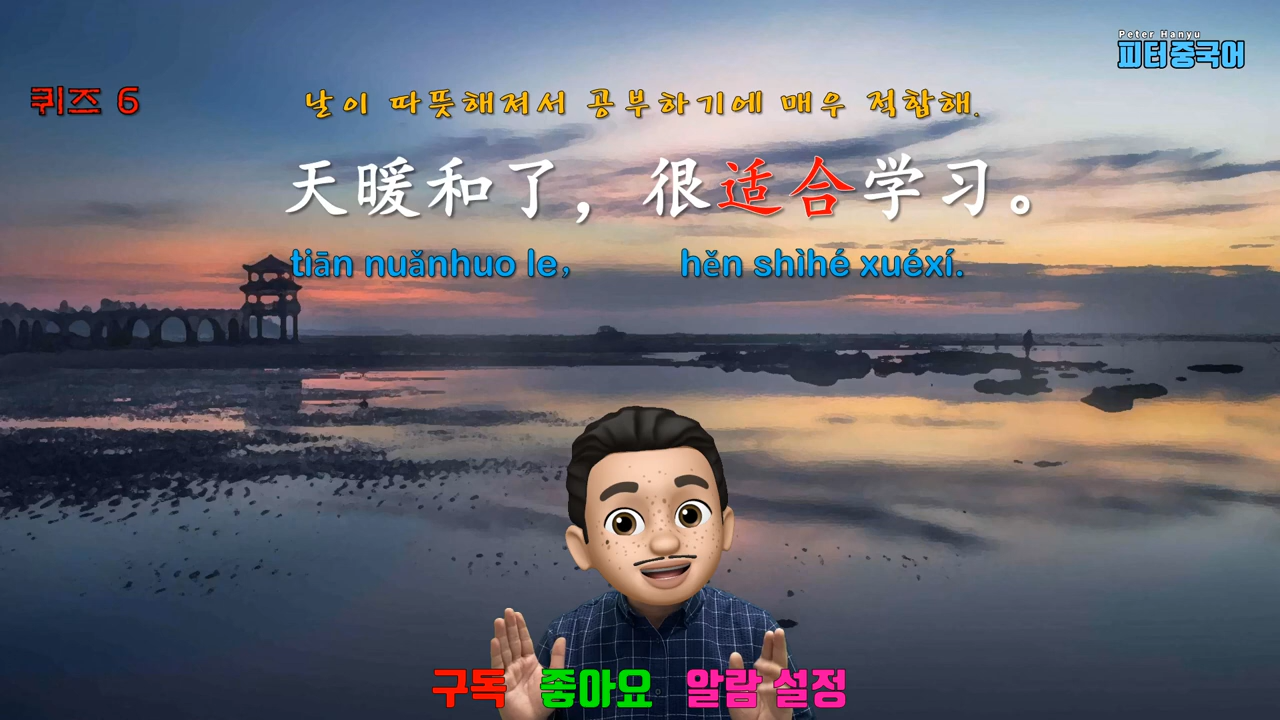 Peter Hanyu
피터 중국어
퀴즈 6
날이 따뜻해져서 공부하기에 매우 적합해.
天暖和了，很适合学习。
tiān nuǎnhuo le， hěn shìhé xuéxí.
구독 좋아요 알람 설정